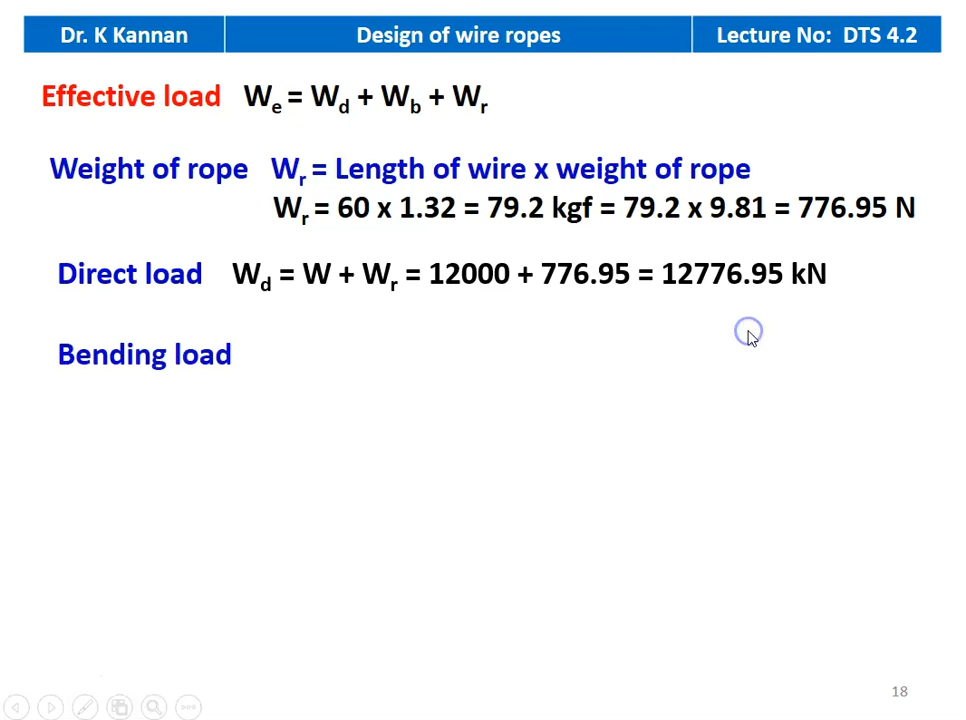 Dr. K Kannan Design of wire ropes Lecture No: DTS 4.2
Effective load We = Wd + Wb + Wr
Weight of rope Wr = Length of wire x weight of rope
Wr = 60 x 1.32 = 79.2 kgf = 79.2 x 9.81 = 776.95 N
Direct load Wd = W + Wr = 12000 + 776.95 = 12776.95 kN
Bending load
18